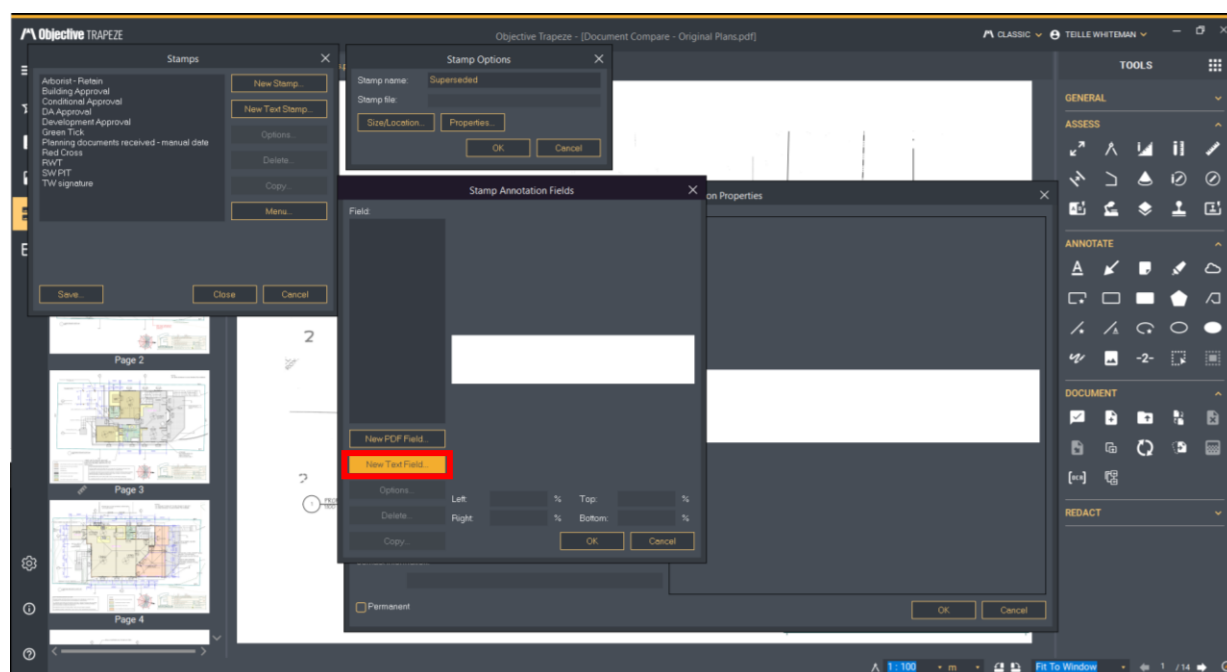 Objective TRAPEZE
Objective Trapeze - [Document Compare - Original Plans.pdf]
CLASSIC
TEILLE WHITEMAN
Stamps
Arborist - Retain
Building Approval
Conditional Approval
DA Approval
Development Approval
Green Tick
Planning documents received - manual date
Red Cross
RWT
SW PIT
TW signature
New Stamp...
New Text Stamp...
Options...
Delete...
Copy...
Menu...
Save...
Close
Cancel
Stamp Options
Stamp name: Superseded
Stamp file:
Size/Location...
Properties...
OK
Cancel
Stamp Annotation Fields
Field:
New PDF Field...
New Text Field...
Options...
Delete...
Copy...
Left: % Top: %
Right: % Bottom: %
OK
Cancel
on Properties
Permanent
OK
Cancel
2
Page 2
Page 3
Page 4
TOOLS
GENERAL
ASSESS
ANNOTATE
-2-
DOCUMENT
REDACT
1 : 100
m
Fit To Window
1 /14